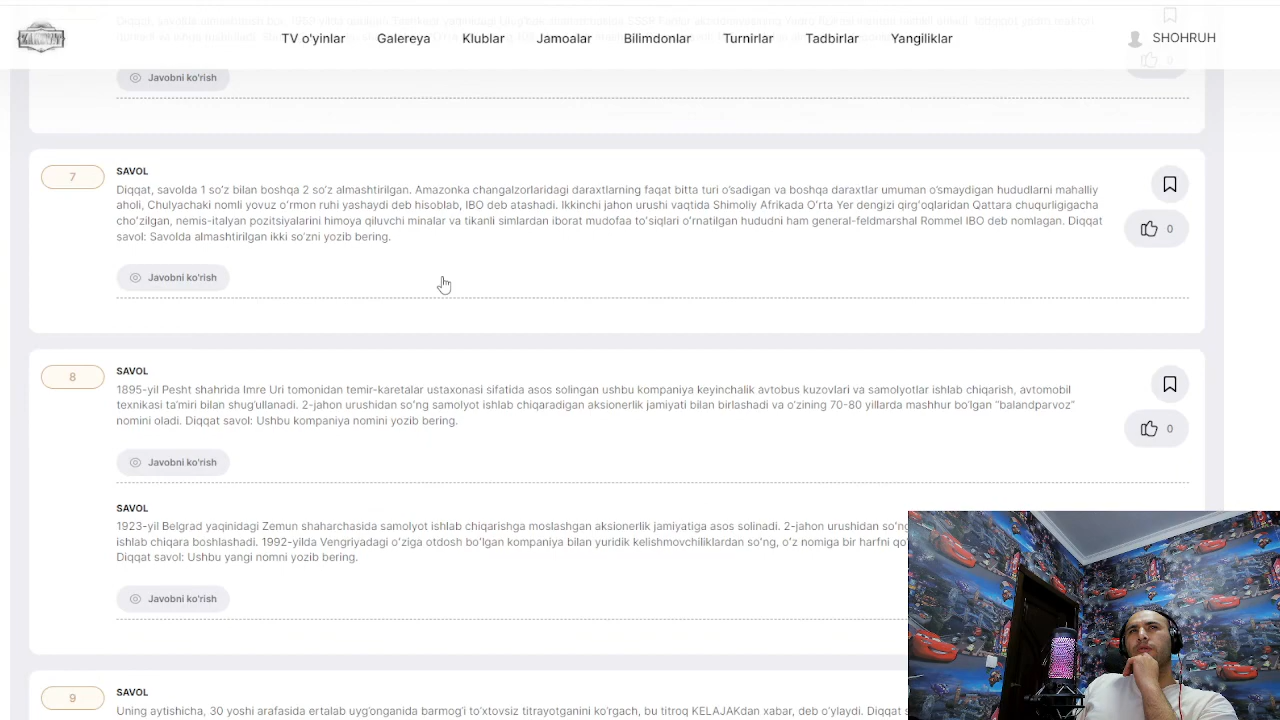 TV o'yinlar Galereya Klublar Jamoalar Bilimdonlar Turnirlar Tadbirlar Yangiliklar SHOHRUH
Javobni ko'rish
0
7
SAVOL
Diqqat, savolda 1 so‘z bilan boshqa 2 so‘z almashtirilgan. Amazonka changalzorlaridagi daraxtlarning faqat bitta turi o‘sadigan va boshqa daraxtlar umuman o‘smaydigan hududlarni mahalliy
aholi, Chulyachaki nomli yovuz o‘rmon ruhi yashaydi deb hisoblab, IBO deb atashadi. Ikkinchi jahon urushi vaqtida Shimoliy Afrikada O‘rta Yer dengizi qirg‘oqlaridan Qattara chuqurligigacha
cho‘zilgan, nemis-italyan pozitsiyalarini himoya qiluvchi minalar va tikanli simlardan iborat mudofaa to‘siqlari o‘rnatilgan hududni ham general-feldmarshal Rommel IBO deb nomlagan. Diqqat
savol: Savolda almashtirilgan ikki so‘zni yozib bering.
0
Javobni ko'rish
8
SAVOL
1895-yil Pesht shahrida Imre Uri tomonidan temir-karetalar ustaxonasi sifatida asos solingan ushbu kompaniya keyinchalik avtobus kuzovlari va samolyotlar ishlab chiqarish, avtomobil
texnikasi ta‘miri bilan shug‘ullanadi. 2-jahon urushidan so‘ng samolyot ishlab chiqaradigan aksionerlik jamiyati bilan birlashadi va o‘zining 70-80 yillarda mashhur bo‘lgan “balandparvoz”
nomini oladi. Diqqat savol: Ushbu kompaniya nomini yozib bering.
0
Javobni ko'rish
SAVOL
1923-yil Belgrad yaqinidagi Zemun shaharchasida samolyot ishlab chiqarishga moslashgan aksionerlik jamiyatiga asos solinadi. 2-jahon urushidan so‘ng
ishlab chiqara boshlashadi. 1992-yilda Vengriyadagi o‘ziga otdosh bo‘lgan kompaniya bilan yuridik kelishmovchiliklardan so‘ng, o‘z nomiga bir harfni
Diqqat savol: Ushbu yangi nomni yozib bering.
Javobni ko'rish
9
SAVOL
Uning aytishicha, 30 yoshi arafasida ertalab uyg‘onganida barmog‘i to‘xtovsiz titrayotganini ko‘rgach, bu titroq KELAJAKdan xabar, deb o‘ylaydi. Diqqat